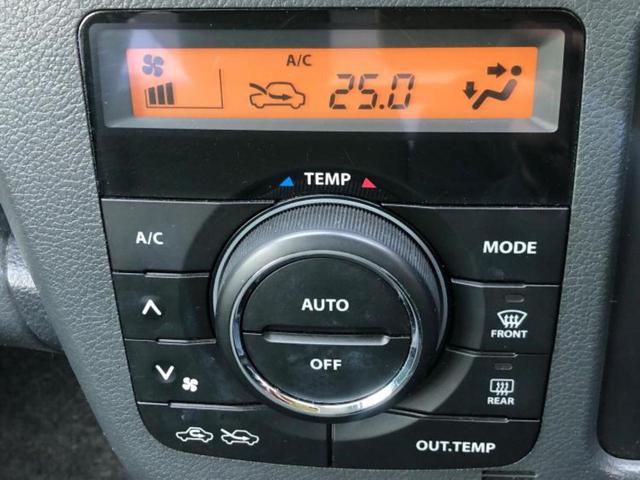 A/C
25.0
TEMP
A/C
MODE
AUTO
OFF
FRONT
REAR
OUT.TEMP